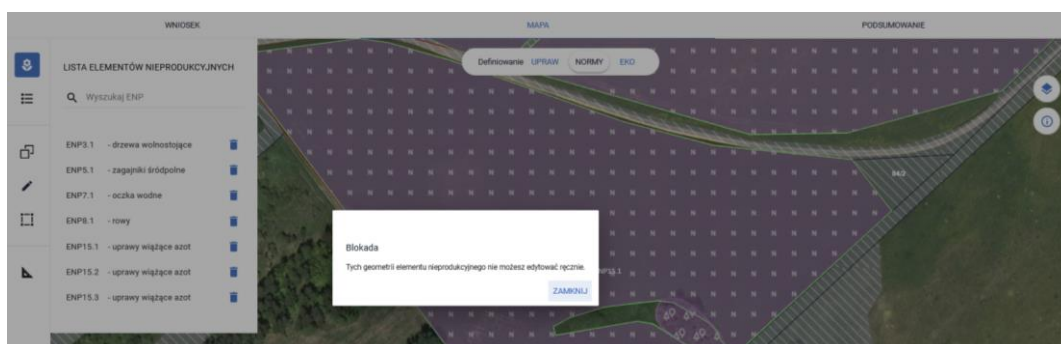 WNIOSEK MAPA PODSUMOWANIE
Definiowanie UPRAW NORMY EKO
LISTA ELEMENTÓW NIEPRODUKCYJNYCH
Wyszukaj ENP
ENP3.1 - drzewa wolnostojące
ENP5.1 - zagajniki śródpolne
ENP7.1 - oczka wodne
ENP8.1 - rowy
ENP15.1 - uprawy wiążące azot
ENP15.2 - uprawy wiążące azot
ENP15.3 - uprawy wiążące azot
Blokada
Tych geometrii elementu nieprodukcyjnego nie możesz edytować ręcznie.
ZAMKNIJ